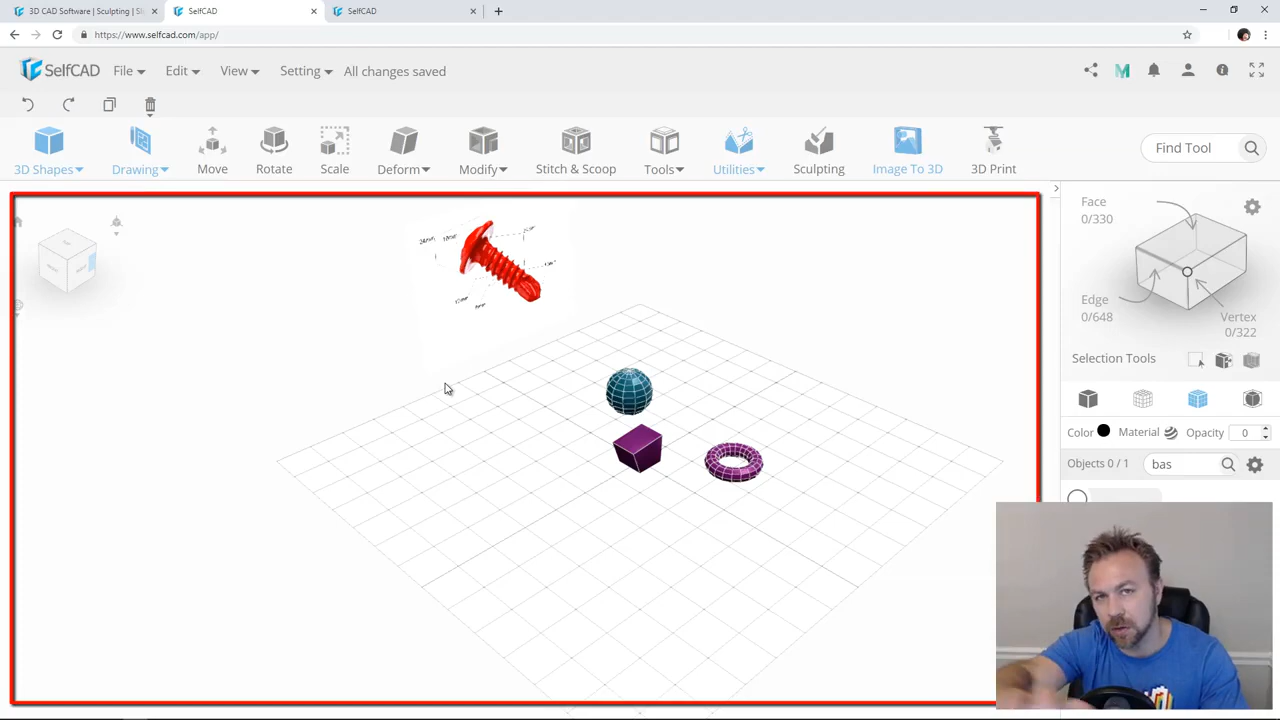 3D CAD Software | Sculpting | Sl
SelfCAD
SelfCAD
https://www.selfcad.com/app/
SelfCAD
File
Edit
View
Setting
All changes saved
3D Shapes
Drawing
Move
Rotate
Scale
Deform
Modify
Stitch & Scoop
Tools
Utilities
Sculpting
Image To 3D
3D Print
Find Tool
Face
0/330
Edge
0/648
Vertex
0/322
Selection Tools
Color
Material
Opacity
0
Objects 0 / 1
bas